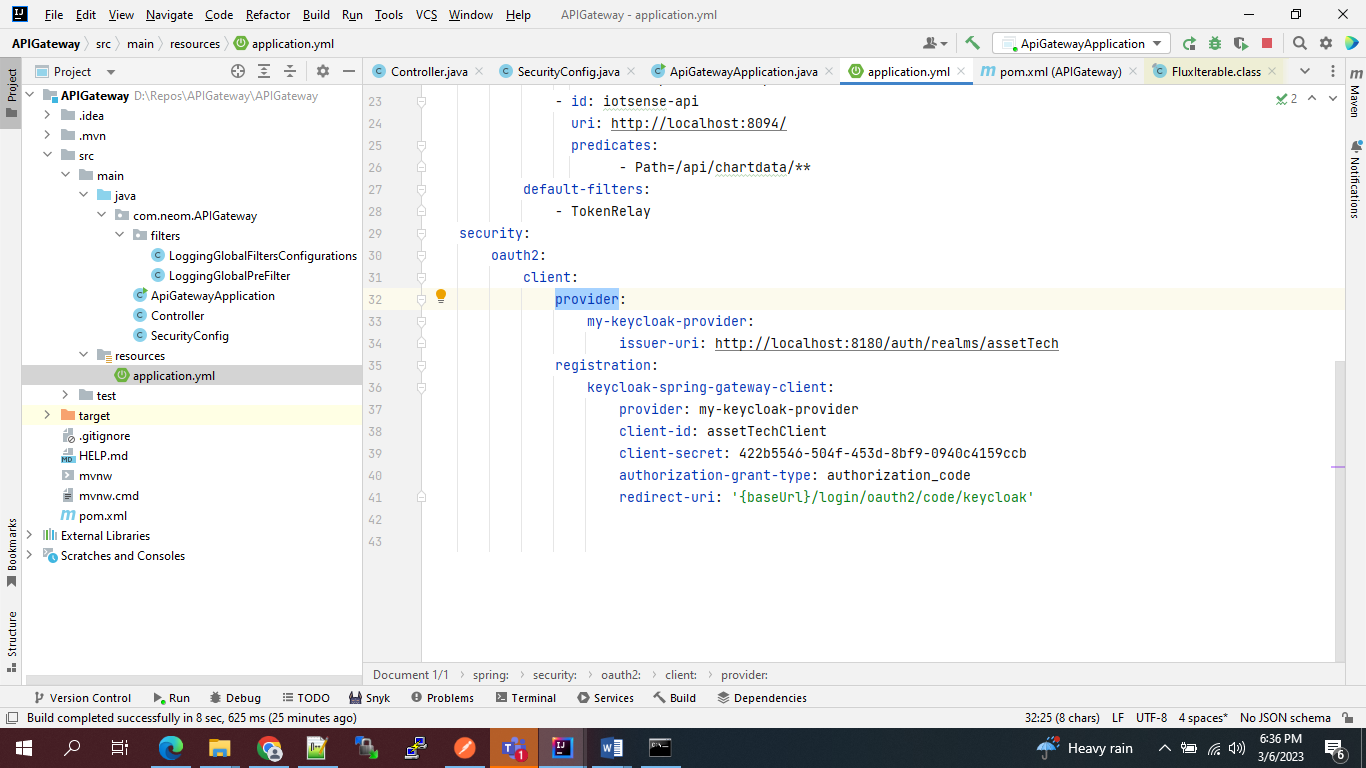 File Edit View Navigate Code Refactor Build Run Tools VCS Window Help APIGateway - application.yml
APIGateway src main resources application.yml ApiGatewayApplication
Project Controller.java SecurityConfig.java ApiGatewayApplication.java application.yml pom.xml (APIGateway) FluxIterable.class
Project
Bookmarks
Structure
Maven
Notifications
APIGateway D:\Repos\APIGateway\APIGateway
.idea
.mvn
src
main
java
com.neom.APIGateway
filters
LoggingGlobalFiltersConfigurations
LoggingGlobalPreFilter
ApiGatewayApplication
Controller
SecurityConfig
resources
application.yml
test
target
.gitignore
HELP.md
mvnw
mvnw.cmd
pom.xml
External Libraries
Scratches and Consoles
2
23 - id: iotsense-api
24 uri: http://localhost:8094/
25 predicates:
26 - Path=/api/chartdata/**
27 default-filters:
28 - TokenRelay
29 security:
30 oauth2:
31 client:
32 provider:
33 my-keycloak-provider:
34 issuer-uri: http://localhost:8180/auth/realms/assetTech
35 registration:
36 keycloak-spring-gateway-client:
37 provider: my-keycloak-provider
38 client-id: assetTechClient
39 client-secret: 422b5546-504f-453d-8bf9-0940c4159ccb
40 authorization-grant-type: authorization_code
41 redirect-uri: '{baseUrl}/login/oauth2/code/keycloak'
42
43
Document 1/1 spring: security: oauth2: client: provider:
Version Control Run Debug TODO Snyk Problems Terminal Services Build Dependencies
Build completed successfully in 8 sec, 625 ms (25 minutes ago) 32:25 (8 chars) LF UTF-8 4 spaces* No JSON schema
Heavy rain 6:36 PM
3/6/2023
1
6